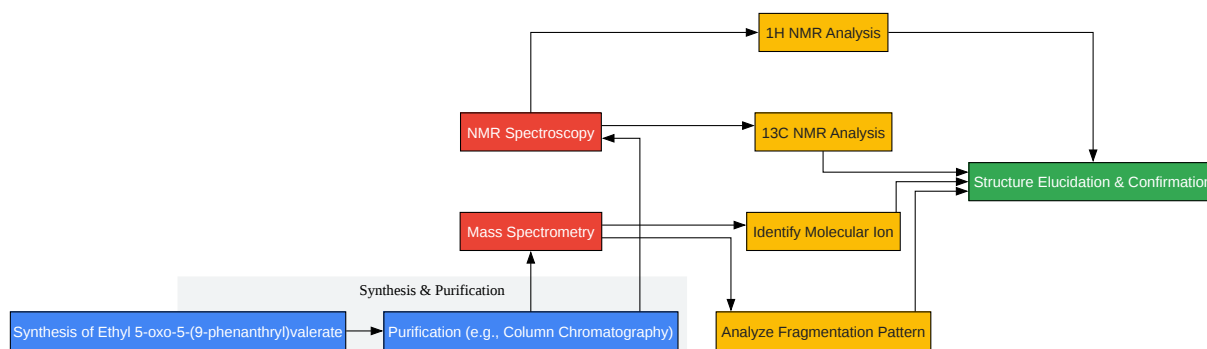 1H NMR Analysis
NMR Spectroscopy
13C NMR Analysis
Structure Elucidation & Confirmation
Mass Spectrometry
Identify Molecular Ion
Synthesis & Purification
Synthesis of Ethyl 5-oxo-5-(9-phenanthryl)valerate
Purification (e.g., Column Chromatography)
Analyze Fragmentation Pattern